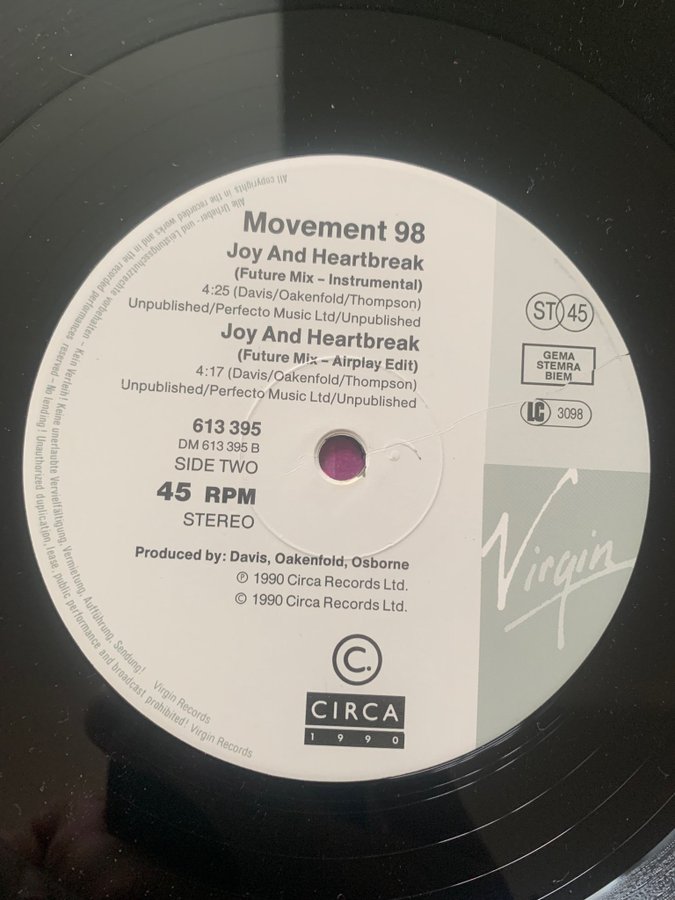 Movement 98
Joy And Heartbreak
(Future Mix – Instrumental)
4:25 (Davis/Oakenfold/Thompson)
Unpublished/Perfecto Music Ltd/Unpublished
Joy And Heartbreak
(Future Mix – Airplay Edit)
4:17 (Davis/Oakenfold/Thompson)
Unpublished/Perfecto Music Ltd/Unpublished
613 395
DM 613 395 B
SIDE TWO
45 RPM
STEREO
Produced by: Davis, Oakenfold, Osborne
℗ 1990 Circa Records Ltd.
© 1990 Circa Records Ltd.
C.
CIRCA
1990
ST 45
GEMA
STEMRA
BIEM
LC 3098
Virgin
Alle Urheber- und Leistungsschutzrechte vorbehalten – Kein Verleih! Keine unerlaubte Vervielfältigung, Vermietung, Aufführung, Sendung! Virgin Records
All copyrights in the recorded works and in the recorded performances reserved – No lending! Unauthorized duplication, lease, public performance and broadcast prohibited! Virgin Records